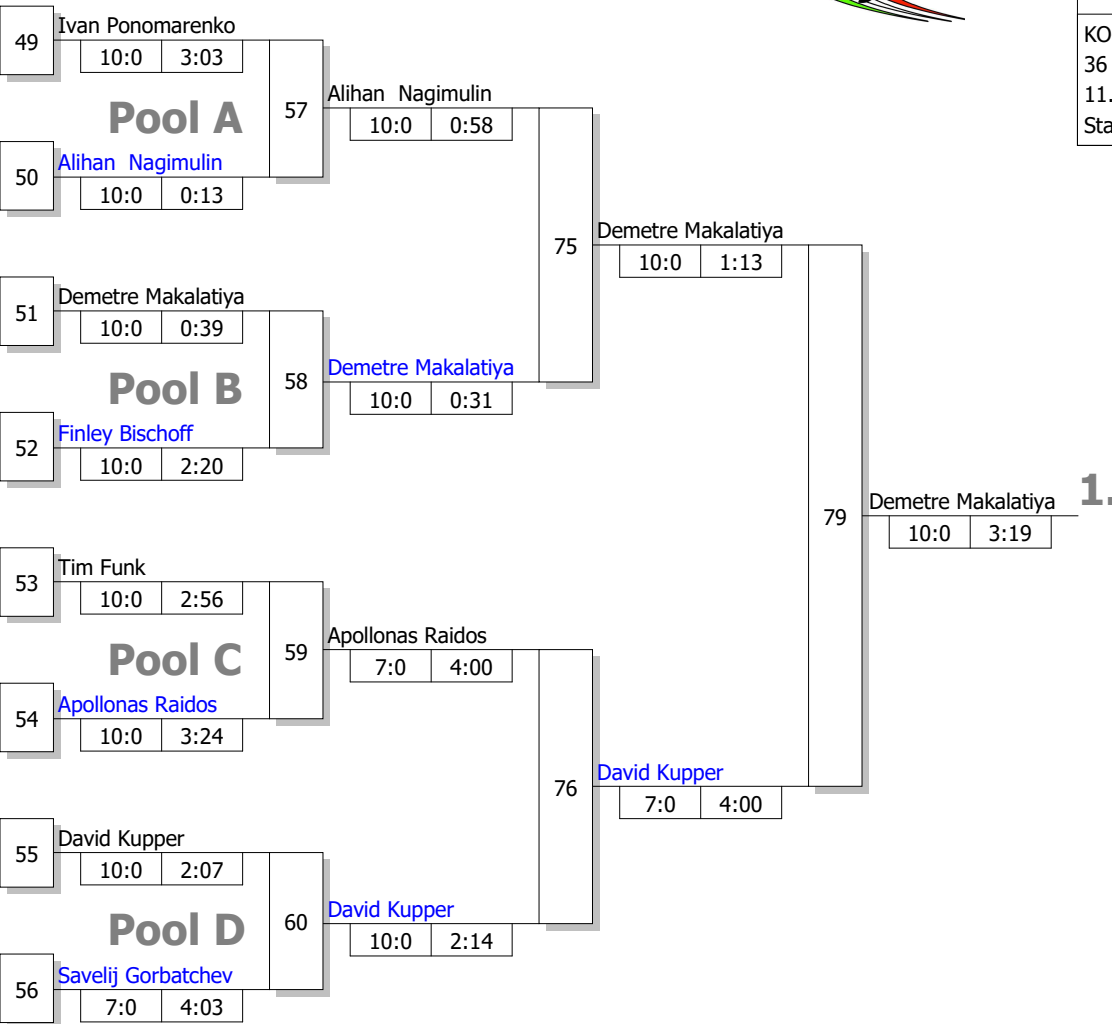 49
Ivan Ponomarenko
10:0 3:03
Pool A
57
Alihan Nagimulin
10:0 0:58
50
Alihan Nagimulin
10:0 0:13
75
Demetre Makalatiya
10:0 1:13
51
Demetre Makalatiya
10:0 0:39
Pool B
58
Demetre Makalatiya
10:0 0:31
52
Finley Bischoff
10:0 2:20
79
Demetre Makalatiya
10:0 3:19
1.
53
Tim Funk
10:0 2:56
Pool C
59
Apollonas Raidos
7:0 4:00
54
Apollonas Raidos
10:0 3:24
76
David Kupper
7:0 4:00
55
David Kupper
10:0 2:07
Pool D
60
David Kupper
10:0 2:14
56
Savelij Gorbatchev
7:0 4:03
KO
36
11.
Sta